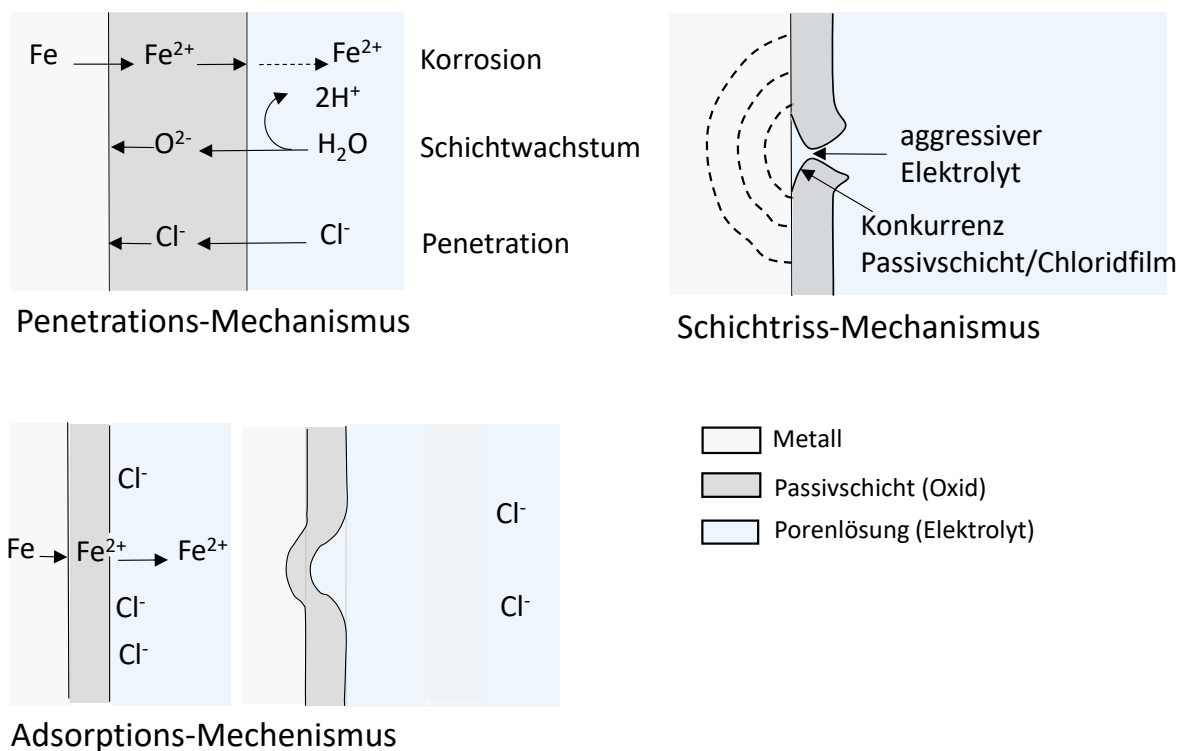 Fe Fe²⁺ Fe²⁺ Korrosion
2H⁺
O²⁻ H₂O Schichtwachstum
Cl⁻ Cl⁻ Penetration
Penetrations-Mechanismus
aggressiver
Elektrolyt
Konkurrenz
Passivschicht/Chloridfilm
Schichtriss-Mechanismus
Cl⁻
Fe Fe²⁺ Fe²⁺
Cl⁻
Cl⁻
Cl⁻
Cl⁻
Adsorptions-Mechenismus
Metall
Passivschicht (Oxid)
Porenlösung (Elektrolyt)